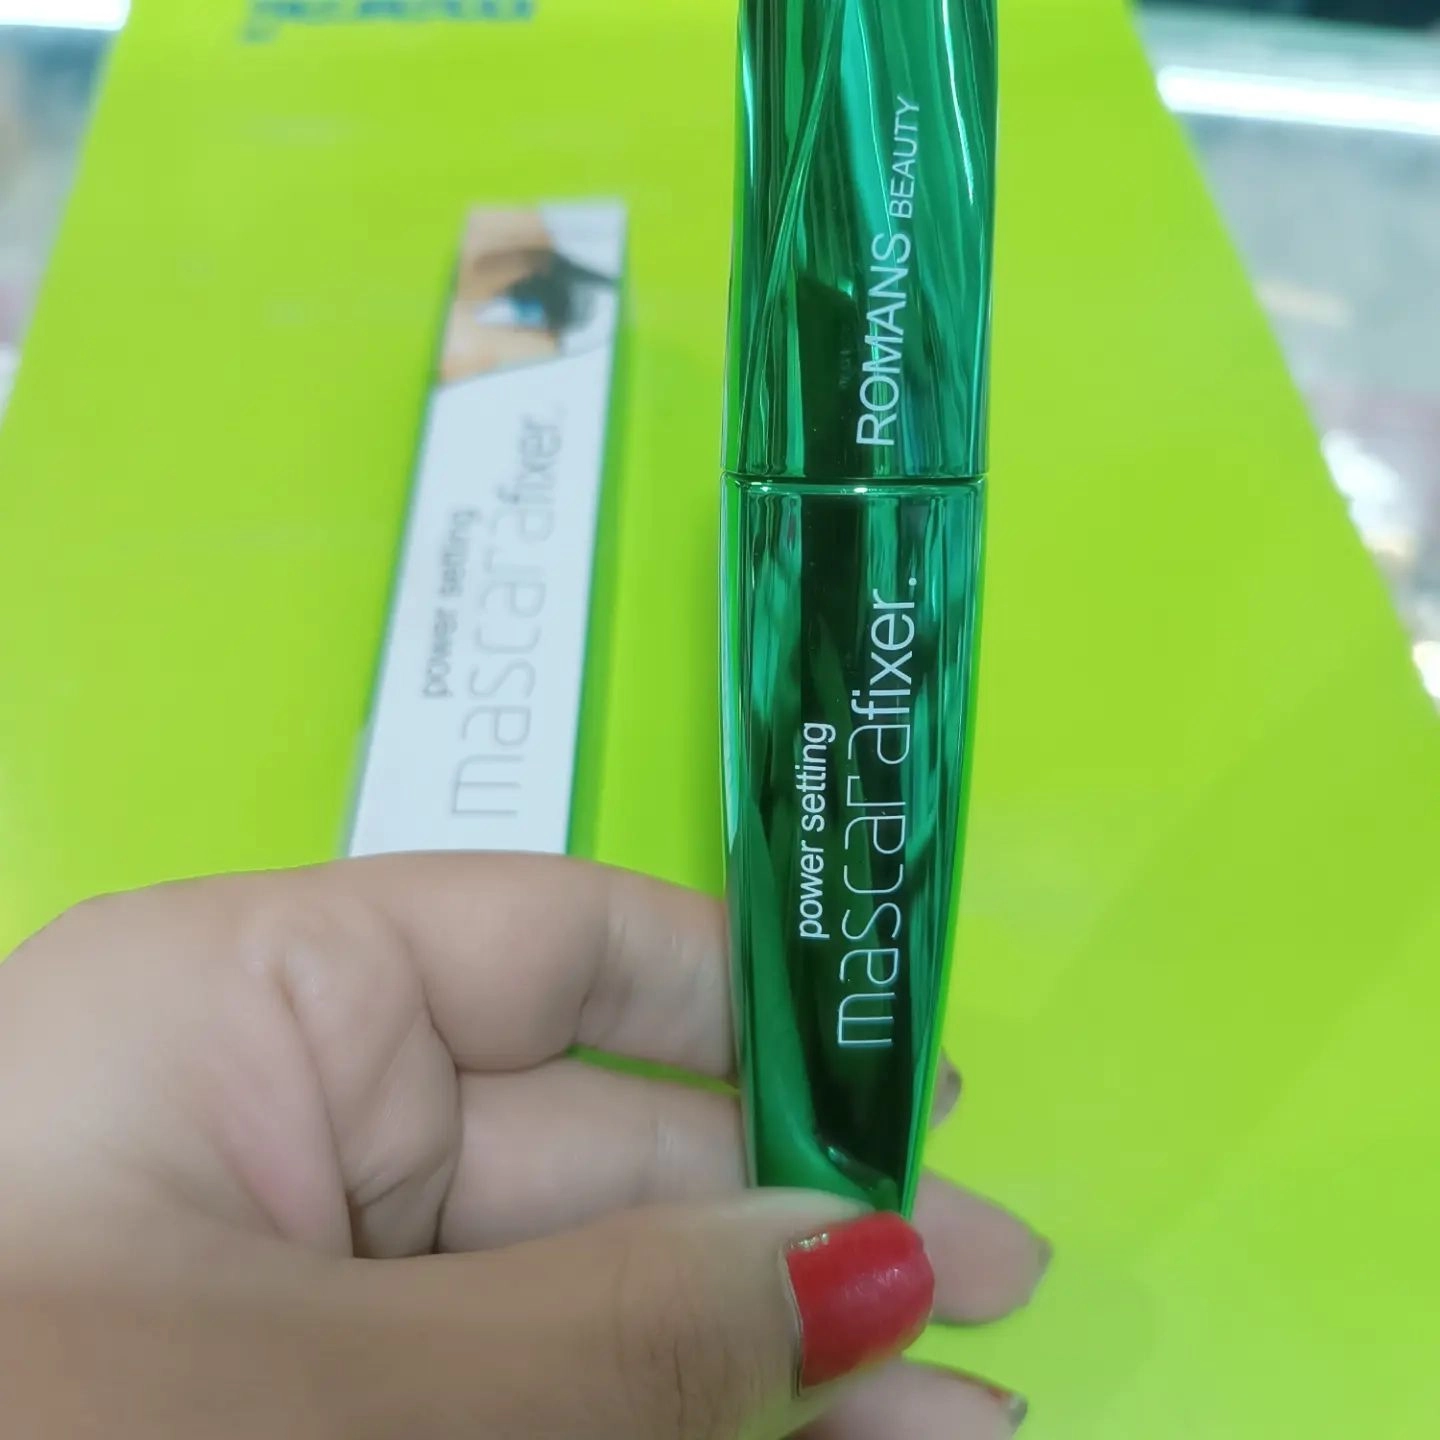 ROMANS BEAUTY
power setting
mascarafixer.
power setting
mascarafixer.